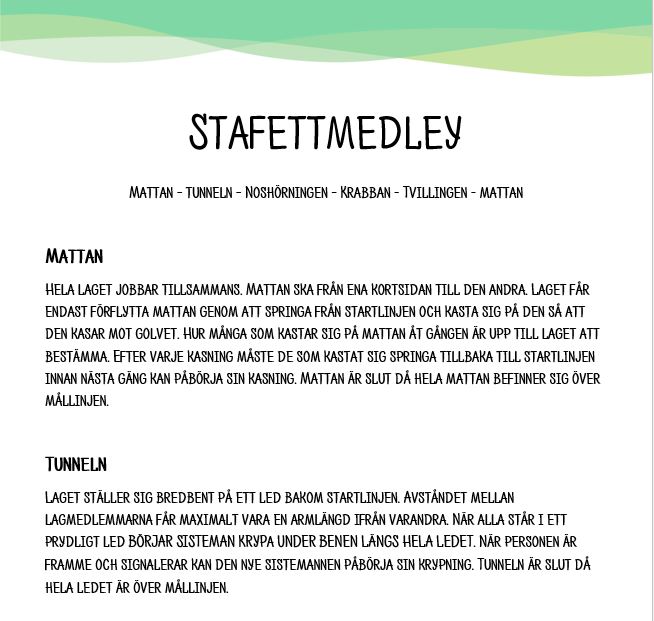 Stafettmedley
Mattan - tunneln - Noshörningen - Krabban - Tvillingen - mattan
Mattan
Hela laget jobbar tillsammans. Mattan ska från ena kortsidan till den andra. Laget får
endast förflytta mattan genom att springa från startlinjen och kasta sig på den så att
den kasar mot golvet. Hur många som kastar sig på mattan åt gången är upp till laget att
bestämma. Efter varje kasning måste de som kastat sig springa tillbaka till startlinjen
innan nästa gäng kan påbörja sin kasning. Mattan är slut då hela mattan befinner sig över
mållinjen.
Tunneln
Laget ställer sig bredbent på ett led bakom startlinjen. Avståndet mellan
lagmedlemmarna får maximalt vara en armlängd ifrån varandra. När alla står i ett
prydligt led BÖRJAR SISTEMAN KRYPA UNDER BENEN LÄNGS HELA LEDET. När personen är
framme och signalerar kan den nye sistemannen påbörja sin krypning. Tunneln är slut då
hela ledet är över mållinjen.